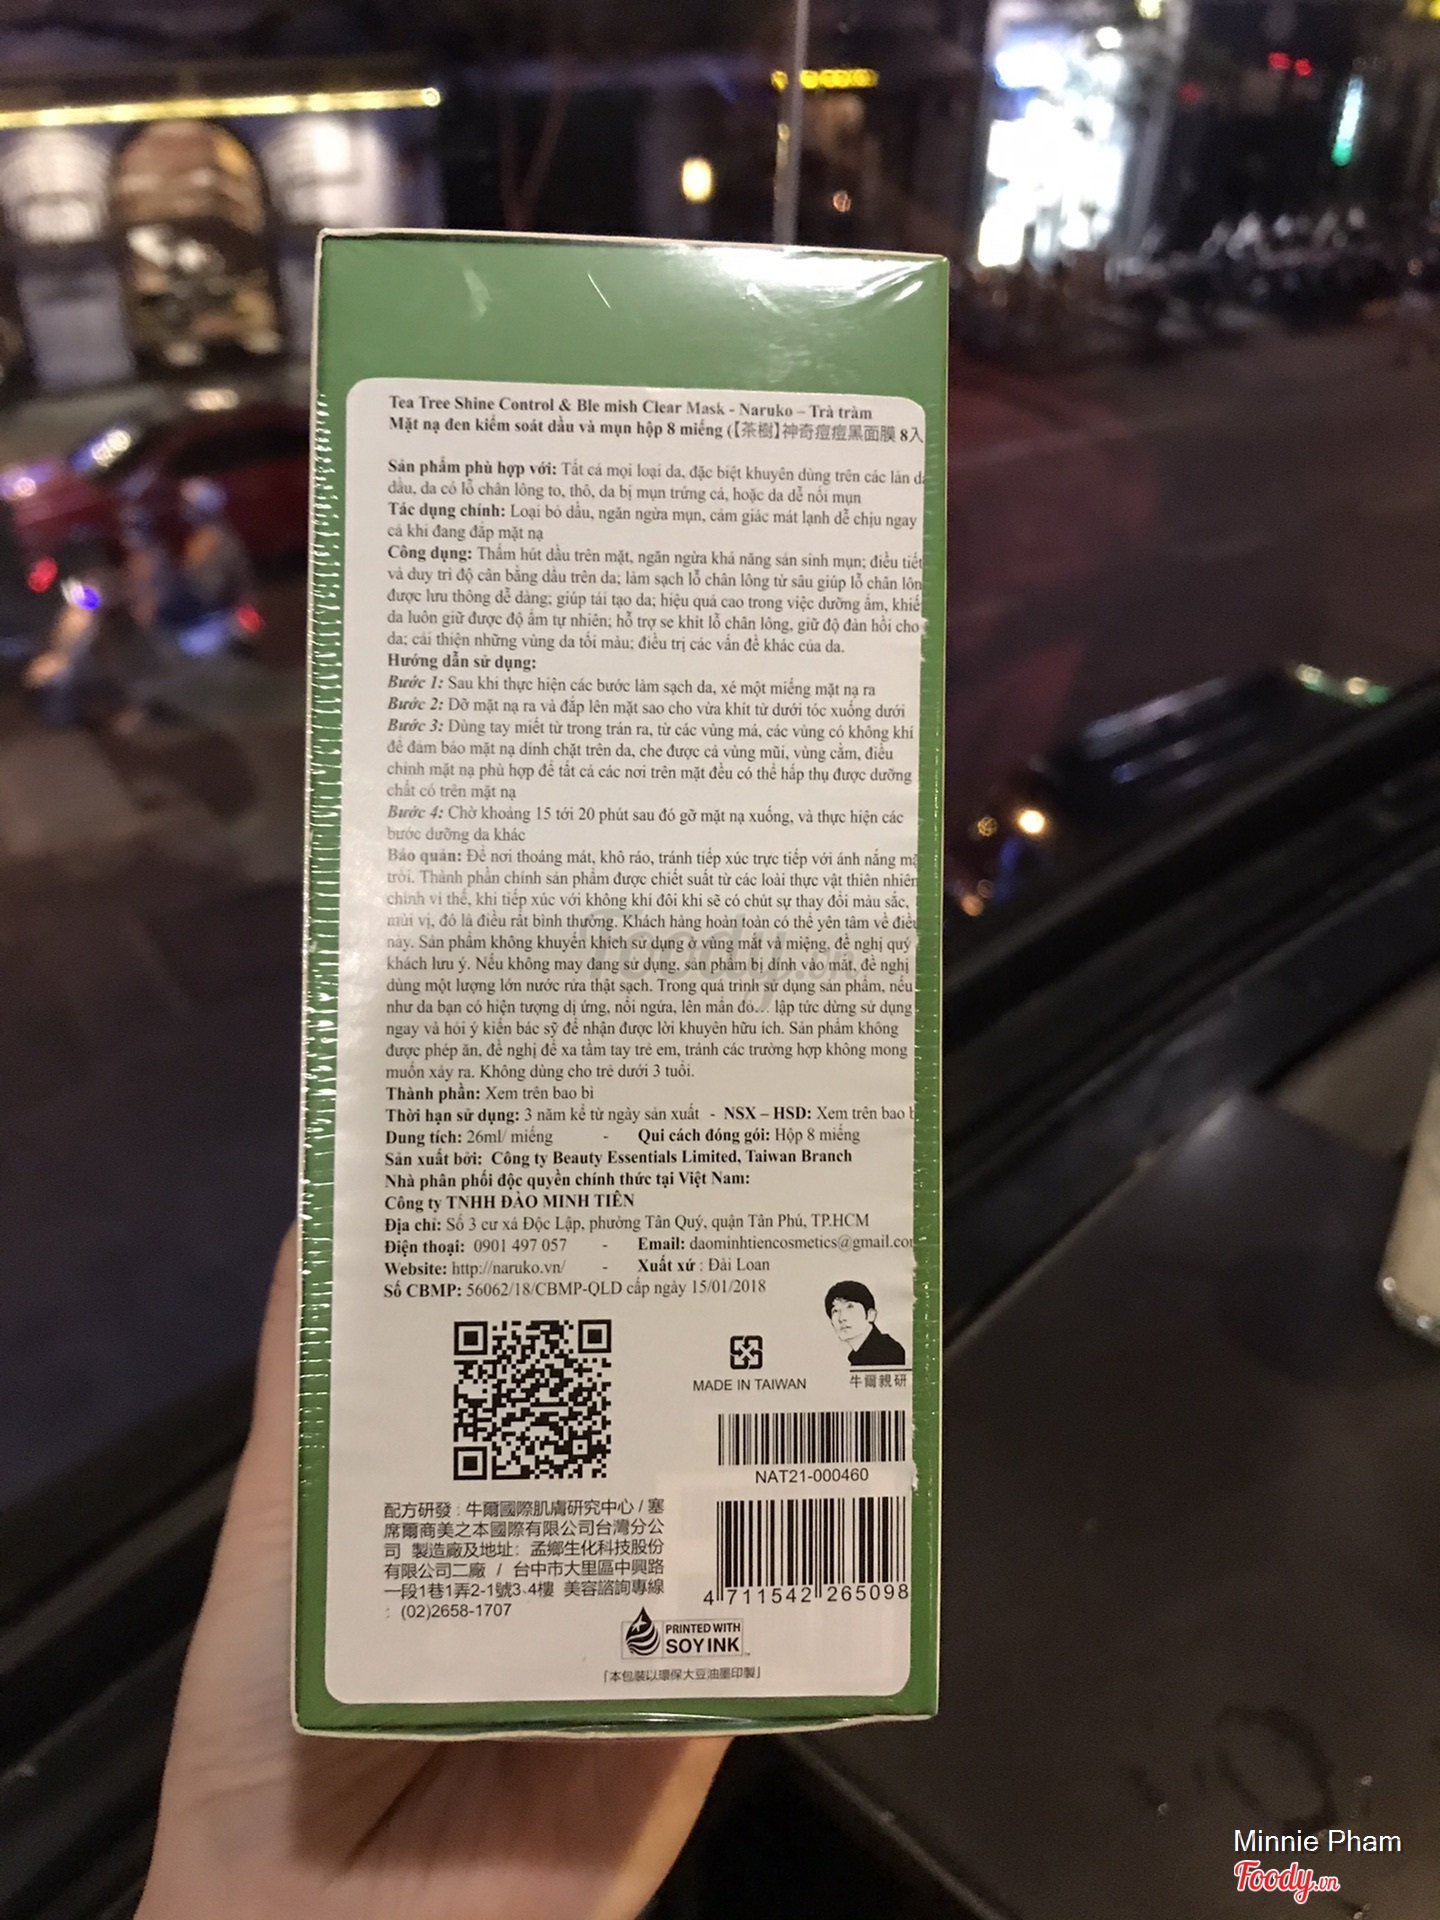 Tea Tree Shine Control & Ble mish Clear Mask - Naruko – Trà tràm
Mặt nạ đen kiểm soát dầu và mụn hộp 8 miếng (【茶樹】神奇痘痘黑面膜 8入
Sản phẩm phù hợp với: Tất cả mọi loại da, đặc biệt khuyên dùng trên các làn da
dầu, da có lỗ chân lông to, thô, da bị mụn trứng cá, hoặc da dễ nổi mụn
Tác dụng chính: Loại bỏ dầu, ngăn ngừa mụn, cảm giác mát lạnh dễ chịu ngay
cả khi đang đắp mặt nạ
Công dụng: Thấm hút dầu trên mặt, ngăn ngừa khả năng sản sinh mụn; điều tiết
và duy trì độ cân bằng dầu trên da; làm sạch lỗ chân lông từ sâu giúp lỗ chân lôn
được lưu thông dễ dàng; giúp tái tạo da; hiệu quả cao trong việc dưỡng ẩm, khiế
da luôn giữ được độ ẩm tự nhiên; hỗ trợ se khít lỗ chân lông, giữ độ đàn hồi cho
da; cải thiện những vùng da tối màu; điều trị các vấn đề khác của da.
Hướng dẫn sử dụng:
Bước 1: Sau khi thực hiện các bước làm sạch da, xé một miếng mặt nạ ra
Bước 2: Dỡ mặt nạ ra và đắp lên mặt sao cho vừa khít từ dưới tóc xuống dưới
Bước 3: Dùng tay miết từ trong trán ra, từ các vùng má, các vùng có không khí
để đảm bảo mặt nạ dính chặt trên da, che được cả vùng mũi, vùng cằm, điều
chỉnh mặt nạ phù hợp để tất cả các nơi trên mặt đều có thể hấp thụ được dưỡng
chất có trên mặt nạ
Bước 4: Chờ khoảng 15 tới 20 phút sau đó gỡ mặt nạ xuống, và thực hiện các
bước dưỡng da khác
Bảo quản: Để nơi thoáng mát, khô ráo, tránh tiếp xúc trực tiếp với ánh nắng mặ
trời. Thành phần chính sản phẩm được chiết suất từ các loài thực vật thiên nhiên
chính vì thế, khi tiếp xúc với không khí đôi khi sẽ có chút sự thay đổi màu sắc,
mùi vị, đó là điều rất bình thường. Khách hàng hoàn toàn có thể yên tâm về điều
này. Sản phẩm không khuyến khích sử dụng ở vùng mắt và miệng, đề nghị quý
khách lưu ý. Nếu không may đang sử dụng, sản phẩm bị dính vào mắt, đề nghị
dùng một lượng lớn nước rửa thật sạch. Trong quá trình sử dụng sản phẩm, nếu
như da bạn có hiện tượng dị ứng, nổi ngứa, lên mẩn đỏ... lập tức dừng sử dụng
ngay và hỏi ý kiến bác sỹ để nhận được lời khuyên hữu ích. Sản phẩm không
được phép ăn, đề nghị để xa tầm tay trẻ em, tránh các trường hợp không mong
muốn xảy ra. Không dùng cho trẻ dưới 3 tuổi.
Thành phần: Xem trên bao bì
Thời hạn sử dụng: 3 năm kể từ ngày sản xuất - NSX – HSD: Xem trên bao b
Dung tích: 26ml/ miếng - Qui cách đóng gói: Hộp 8 miếng
Sản xuất bởi: Công ty Beauty Essentials Limited, Taiwan Branch
Nhà phân phối độc quyền chính thức tại Việt Nam:
Công ty TNHH ĐÀO MINH TIÊN
Địa chỉ: Số 3 cư xá Độc Lập, phường Tân Quý, quận Tân Phú, TP.HCM
Điện thoại: 0901 497 057 - Email: daominhtiencosmetics@gmail.com
Website: http://naruko.vn/ - Xuất xứ : Đài Loan
Số CBMP: 56062/18/CBMP-QLD cấp ngày 15/01/2018
MADE IN TAIWAN
牛爾親研
NAT21-000460
配方研發：牛爾國際肌膚研究中心 / 塞
席爾商美之本國際有限公司台灣分公
司 製造廠及地址：孟鄉生化科技股份
有限公司二廠 / 台中市大里區中興路
一段1巷1弄2-1號3、4樓 美容諮詢專線
：(02)2658-1707
4 711542 265098
PRINTED WITH
SOY INK
「本包裝以環保大豆油墨印製」
Foody.vn
Minnie Pham
Foody.vn